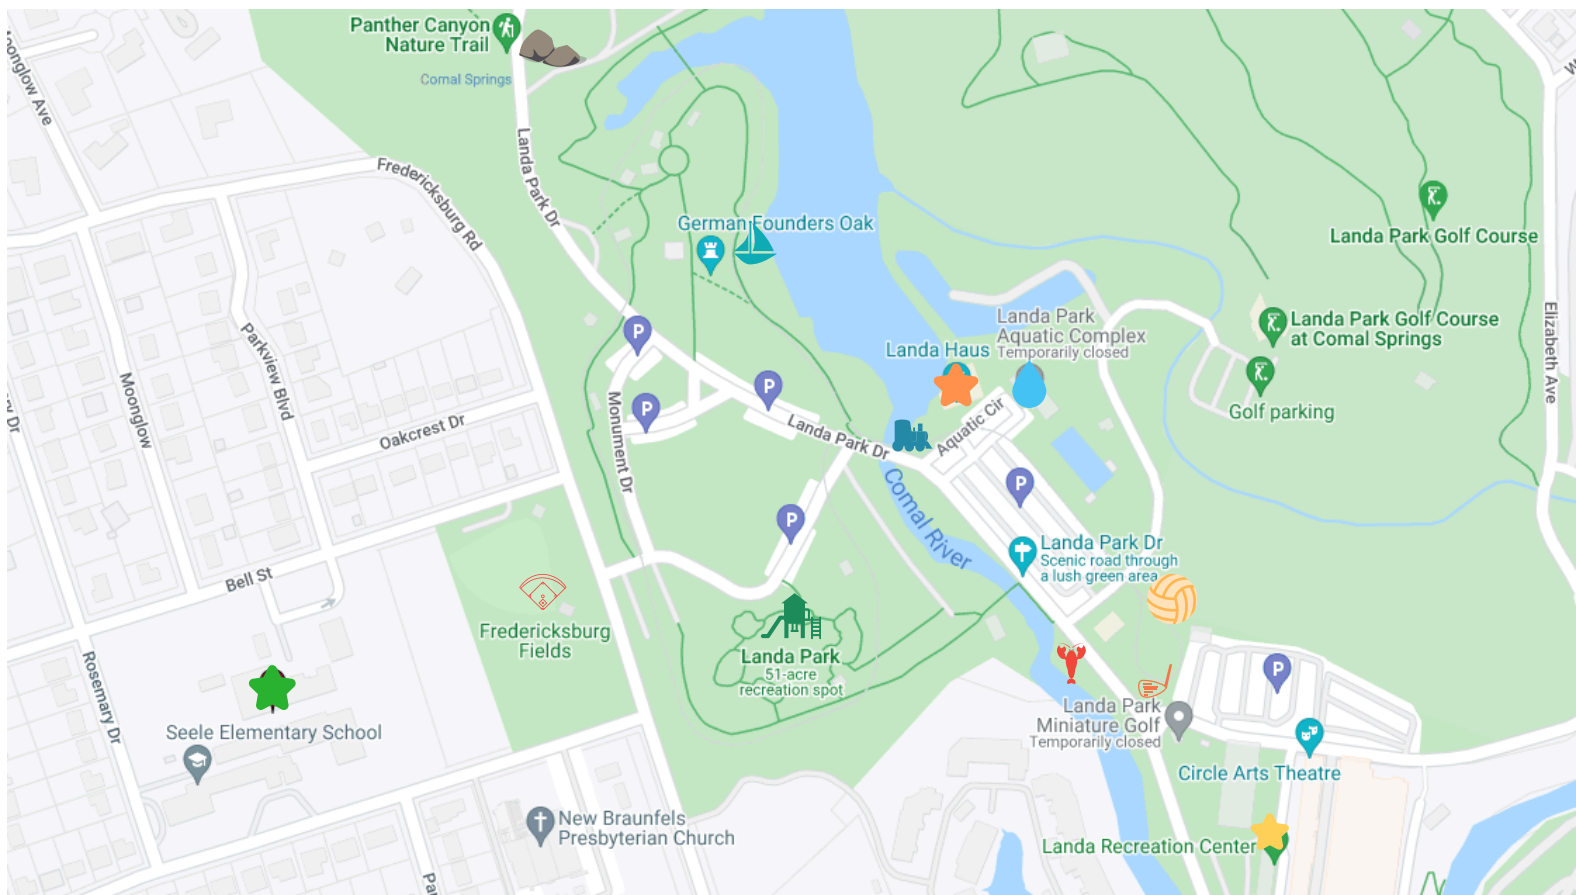 Panther Canyon
Nature Trail
Comal Springs
Moonglow Ave
Landa Park Dr
Fredericksburg Rd
German Founders Oak
Landa Park Golf Course
Landa Park
Aquatic Complex
Temporarily closed
Landa Park Golf Course
at Comal Springs
Elizabeth Ave
Parkview Blvd
P
Landa Haus
Moonglow
P
Golf parking
Monument Dr
P
Oakcrest Dr
Landa Park Dr
Aquatic Cir
P
Comal River
P
Landa Park Dr
Scenic road through
a lush green area
Bell St
Fredericksburg
Fields
Landa Park
51-acre
recreation spot
P
Rosemary Dr
Seele Elementary School
Landa Park
Miniature Golf
Temporarily closed
Circle Arts Theatre
New Braunfels
Presbyterian Church
Landa Recreation Center